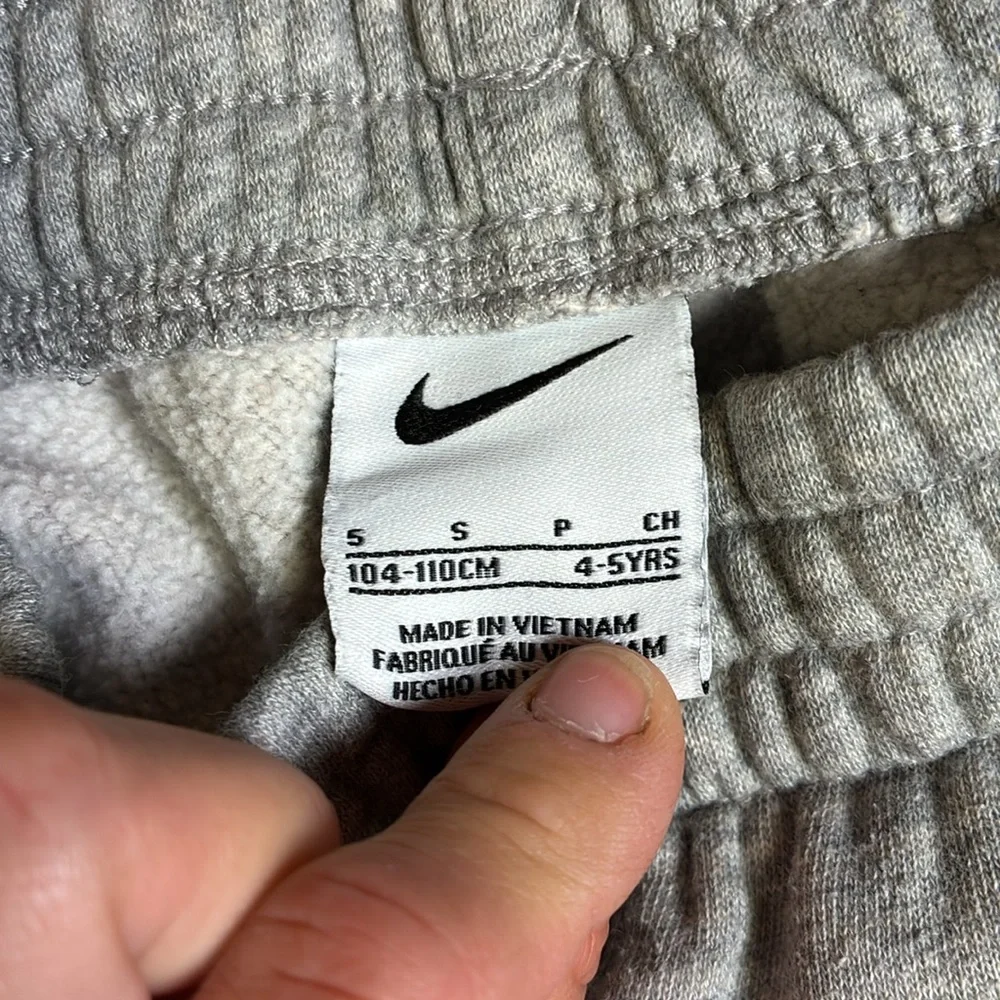 S S P CH
104-110CM 4-5YRS
MADE IN VIETNAM
FABRIQUÉ AU
HECHO EN